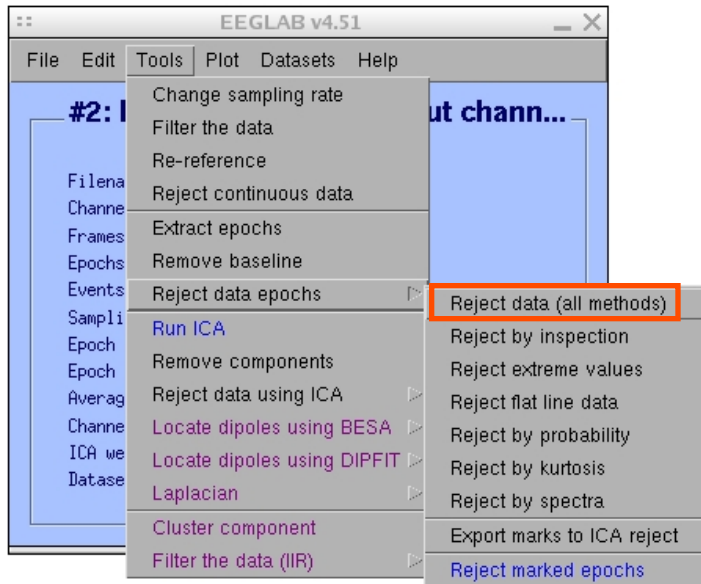 EEGLAB v4.51
File Edit Tools Plot Datasets Help
#2: ut chann...
Change sampling rate
Filter the data
Re-reference
Reject continuous data
Extract epochs
Remove baseline
Reject data epochs
Run ICA
Remove components
Reject data using ICA
Locate dipoles using BESA
Locate dipoles using DIPFIT
Laplacian
Cluster component
Filter the data (IIR)
Filena
Channe
Frames
Epochs
Events
Sampli
Epoch
Epoch
Averag
Channe
ICA we
Datase
Reject data (all methods)
Reject by inspection
Reject extreme values
Reject flat line data
Reject by probability
Reject by kurtosis
Reject by spectra
Export marks to ICA reject
Reject marked epochs